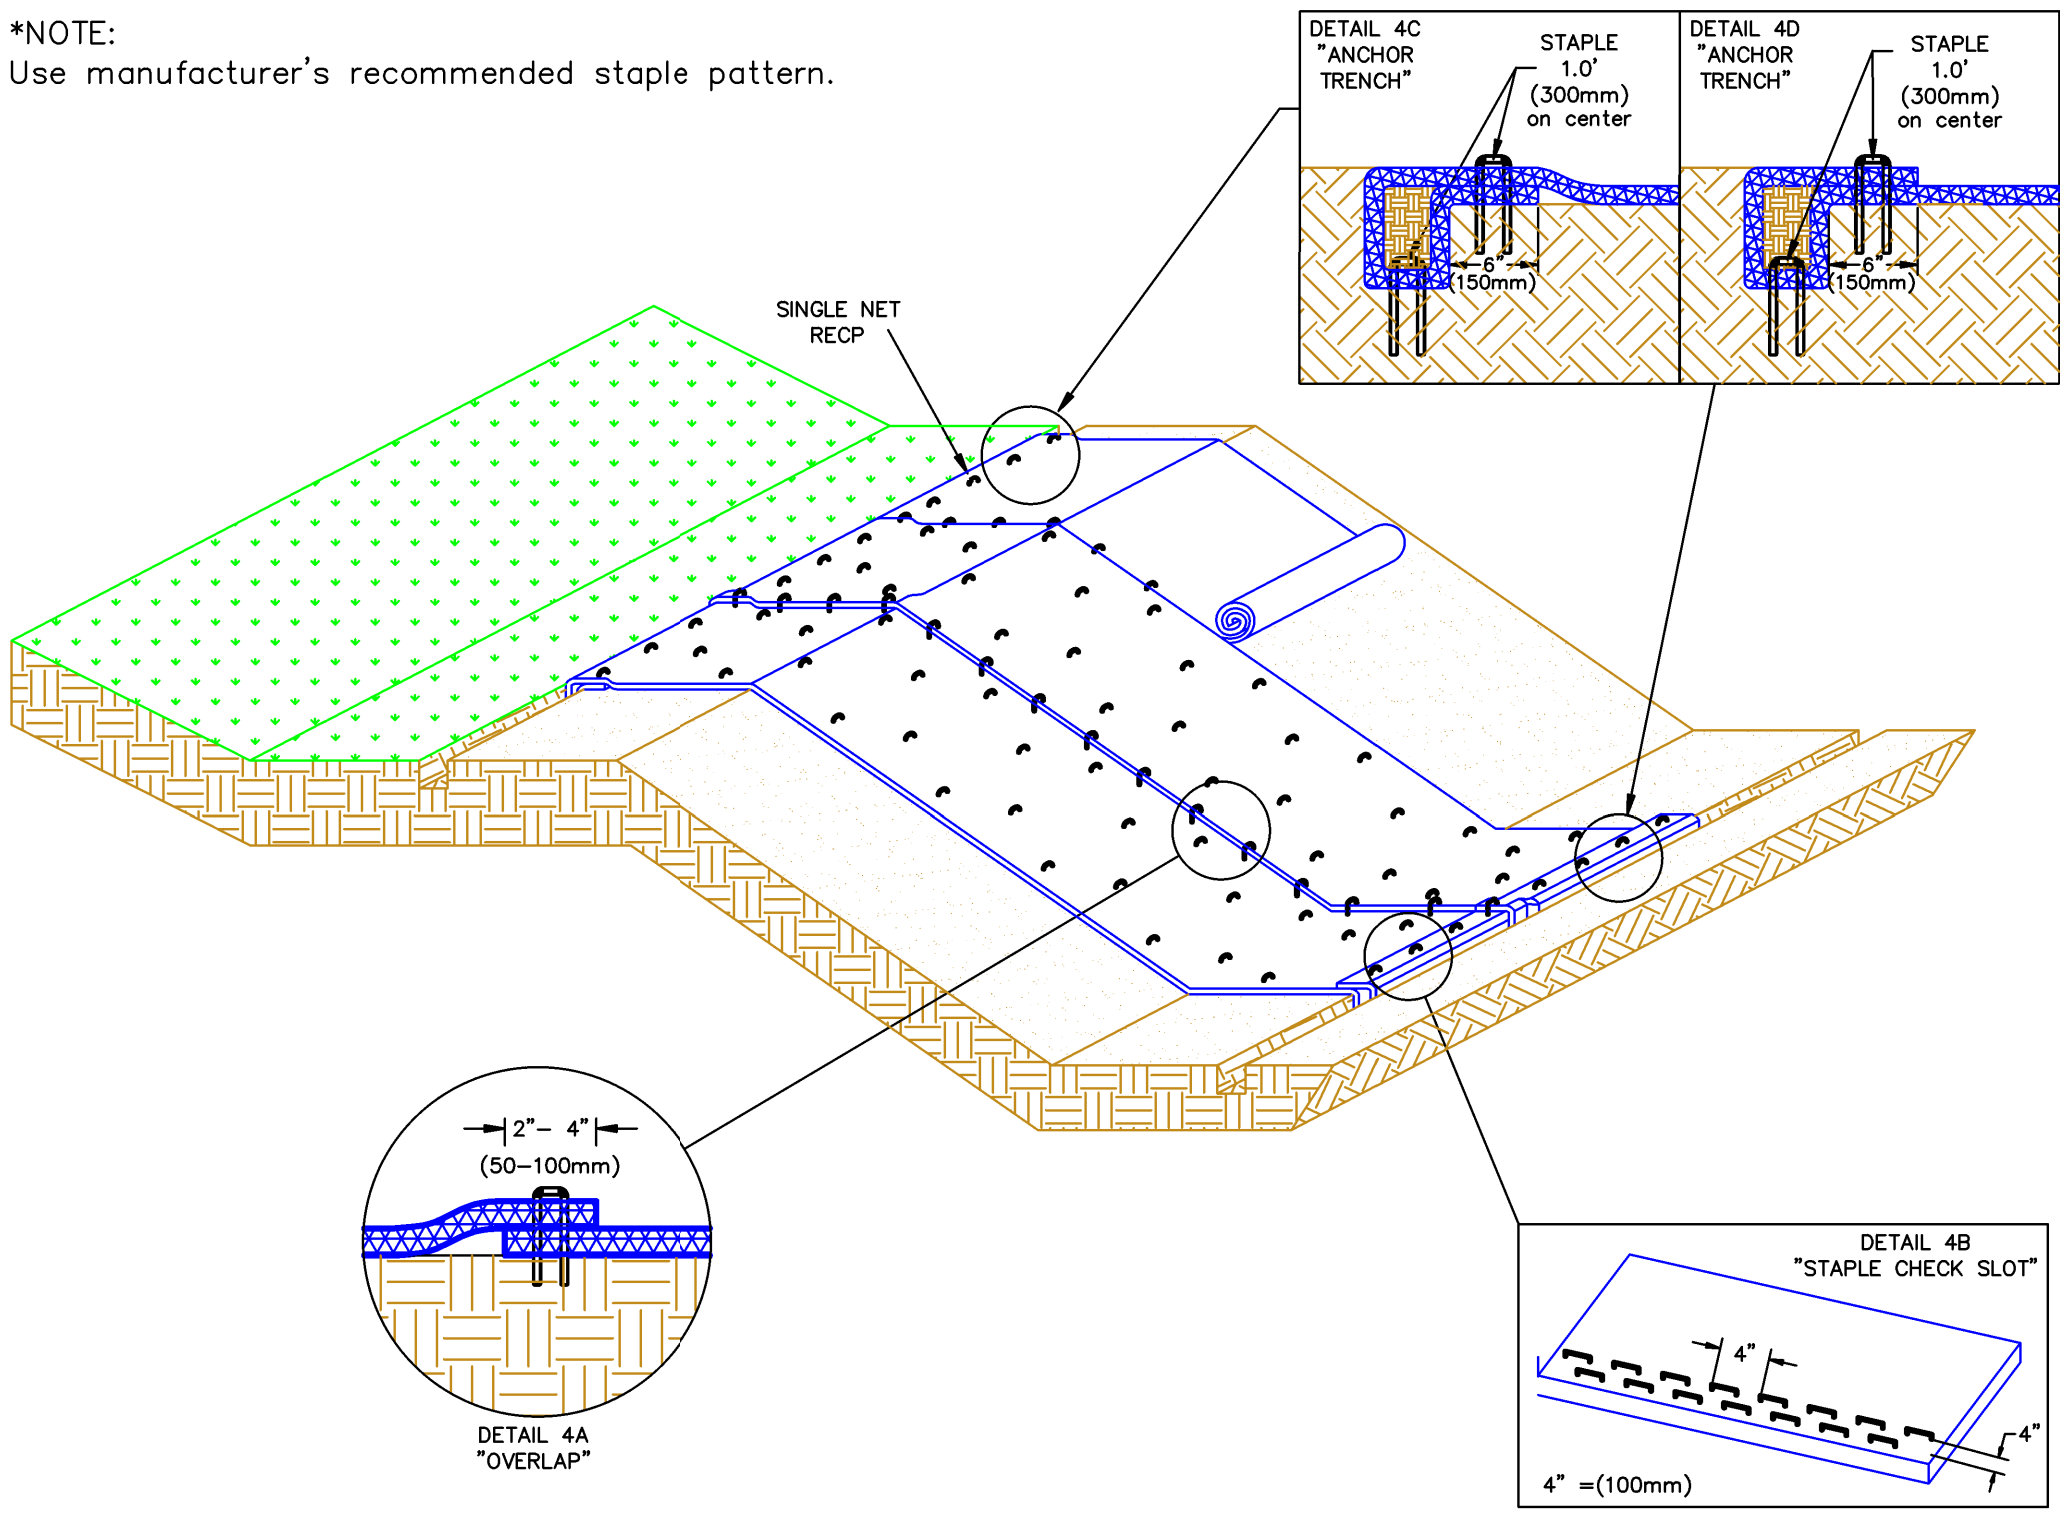 *NOTE:
Use manufacturer's recommended staple pattern.
DETAIL 4C
"ANCHOR
TRENCH"
STAPLE
1.0'
(300mm)
on center
6"
(150mm)
DETAIL 4D
"ANCHOR
TRENCH"
STAPLE
1.0'
(300mm)
on center
6"
(150mm)
SINGLE NET
RECP
2"- 4"
(50-100mm)
DETAIL 4A
"OVERLAP"
DETAIL 4B
"STAPLE CHECK SLOT"
4"
4"
4" =(100mm)